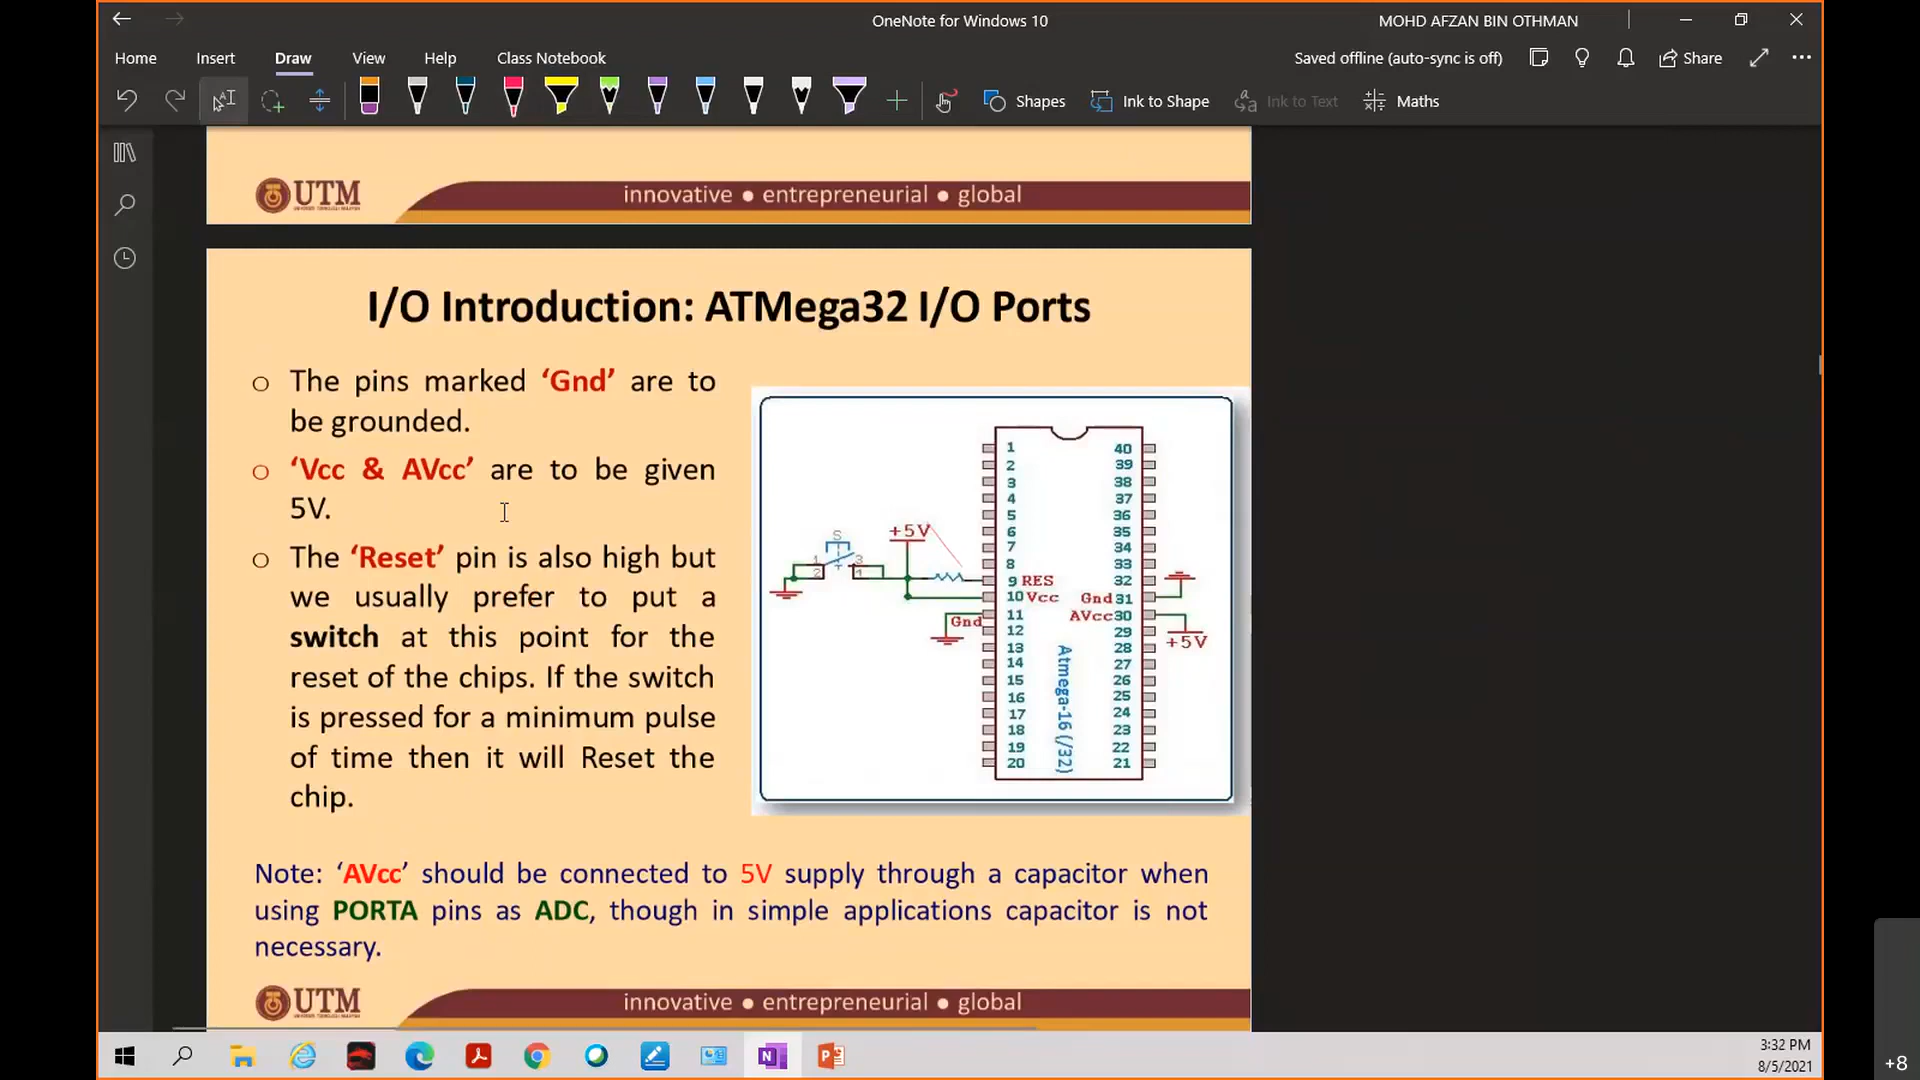 OneNote for Windows 10
MOHD AFZAN BIN OTHMAN
Home Insert Draw View Help Class Notebook
Saved offline (auto-sync is off)
Share
Shapes Ink to Shape Ink to Text Maths
UTM
innovative ● entrepreneurial ● global
I/O Introduction: ATMega32 I/O Ports
o The pins marked ‘Gnd’ are to
be grounded.
o ‘Vcc & AVcc’ are to be given
5V.
o The ‘Reset’ pin is also high but
we usually prefer to put a
switch at this point for the
reset of the chips. If the switch
is pressed for a minimum pulse
of time then it will Reset the
chip.
S
1
2
3
+5V
Gnd
1 40
2 39
3 38
4 37
5 36
6 35
7 34
8 33
9 RES 32
10 Vcc Gnd 31
11 AVcc 30
12 29
13 28
14 27
15 26
16 25
17 24
18 23
19 22
20 21
+5V
Atmega-16 (/32)
Note: ‘AVcc’ should be connected to 5V supply through a capacitor when
using PORTA pins as ADC, though in simple applications capacitor is not
necessary.
UTM
innovative ● entrepreneurial ● global
3:32 PM
8/5/2021
+8